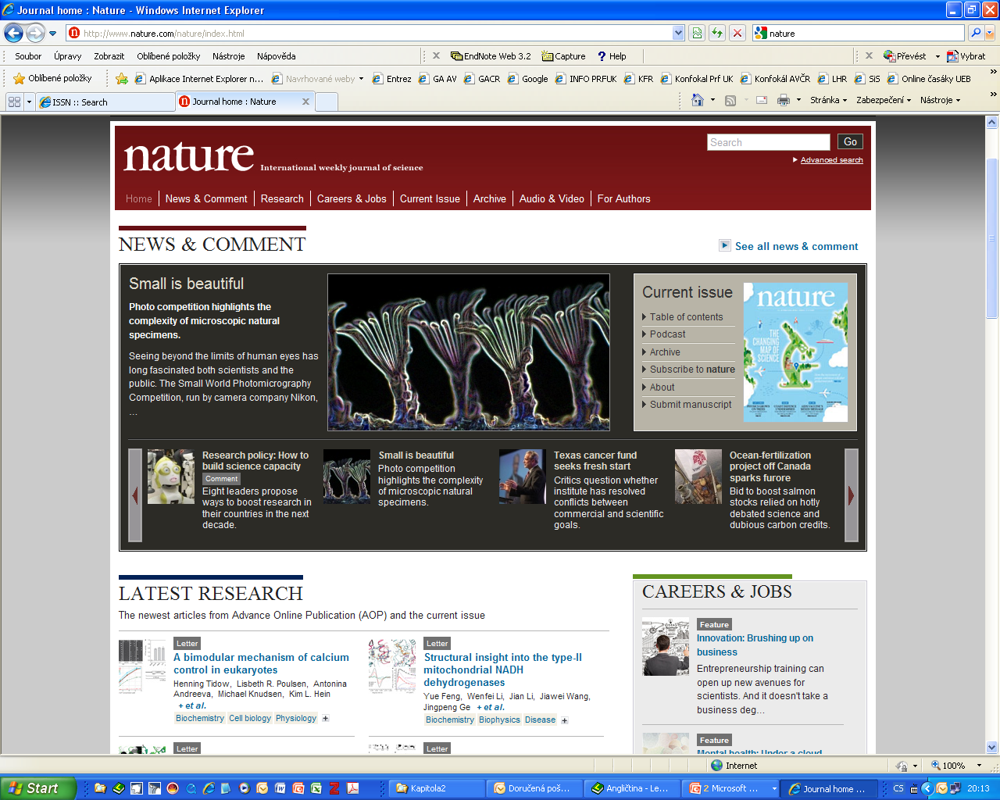 Journal home : Nature - Windows Internet Explorer
http://www.nature.com/nature/index.html
nature
Soubor Úpravy Zobrazit Oblíbené položky Nástroje Nápověda
EndNote Web 3.2 Capture Help
Převést Vybrat
Oblíbené položky
Aplikace Internet Explorer n... Navrhované weby Entrez GA AV GACR Google INFO PRFUK KFR Konfokal Prf UK Konfokál AVČR LHR SiS Online časáky UEB
ISSN :: Search
Journal home : Nature
Stránka Zabezpečení Nástroje
nature International weekly journal of science
Search Go
Advanced search
Home News & Comment Research Careers & Jobs Current Issue Archive Audio & Video For Authors
NEWS & COMMENT
See all news & comment
Small is beautiful
Photo competition highlights the
complexity of microscopic natural
specimens.
Seeing beyond the limits of human eyes has
long fascinated both scientists and the
public. The Small World Photomicrography
Competition, run by camera company Nikon,
...
Current issue
Table of contents
Podcast
Archive
Subscribe to nature
About
Submit manuscript
nature
THE
CHANGING
MAP OF
SCIENCE
Research policy: How to
build science capacity
Comment
Eight leaders propose
ways to boost research in
their countries in the next
decade.
Small is beautiful
Photo competition
highlights the complexity
of microscopic natural
specimens.
Texas cancer fund
seeks fresh start
Critics question whether
institute has resolved
conflicts between
commercial and scientific
goals.
Ocean-fertilization
project off Canada
sparks furore
Bid to boost salmon
stocks relied on hotly
debated science and
dubious carbon credits.
LATEST RESEARCH
The newest articles from Advance Online Publication (AOP) and the current issue
Letter
A bimodular mechanism of calcium
control in eukaryotes
Henning Tidow, Lisbeth R. Poulsen, Antonina
Andreeva, Michael Knudsen, Kim L. Hein
+ et al.
Biochemistry Cell biology Physiology +
Letter
Structural insight into the type-II
mitochondrial NADH
dehydrogenases
Yue Feng, Wenfei Li, Jian Li, Jiawei Wang,
Jingpeng Ge + et al.
Biochemistry Biophysics Disease +
Letter
Letter
CAREERS & JOBS
Feature
Innovation: Brushing up on
business
Entrepreneurship training can
open up new avenues for
scientists. And it doesn't take a
business deg...
Feature
Mental health: Under a cloud
Internet
100%
Start
Kapitola2
Doručená poš...
Angličtina - Le...
2 Microsoft ...
Journal home ...
CS
20:13